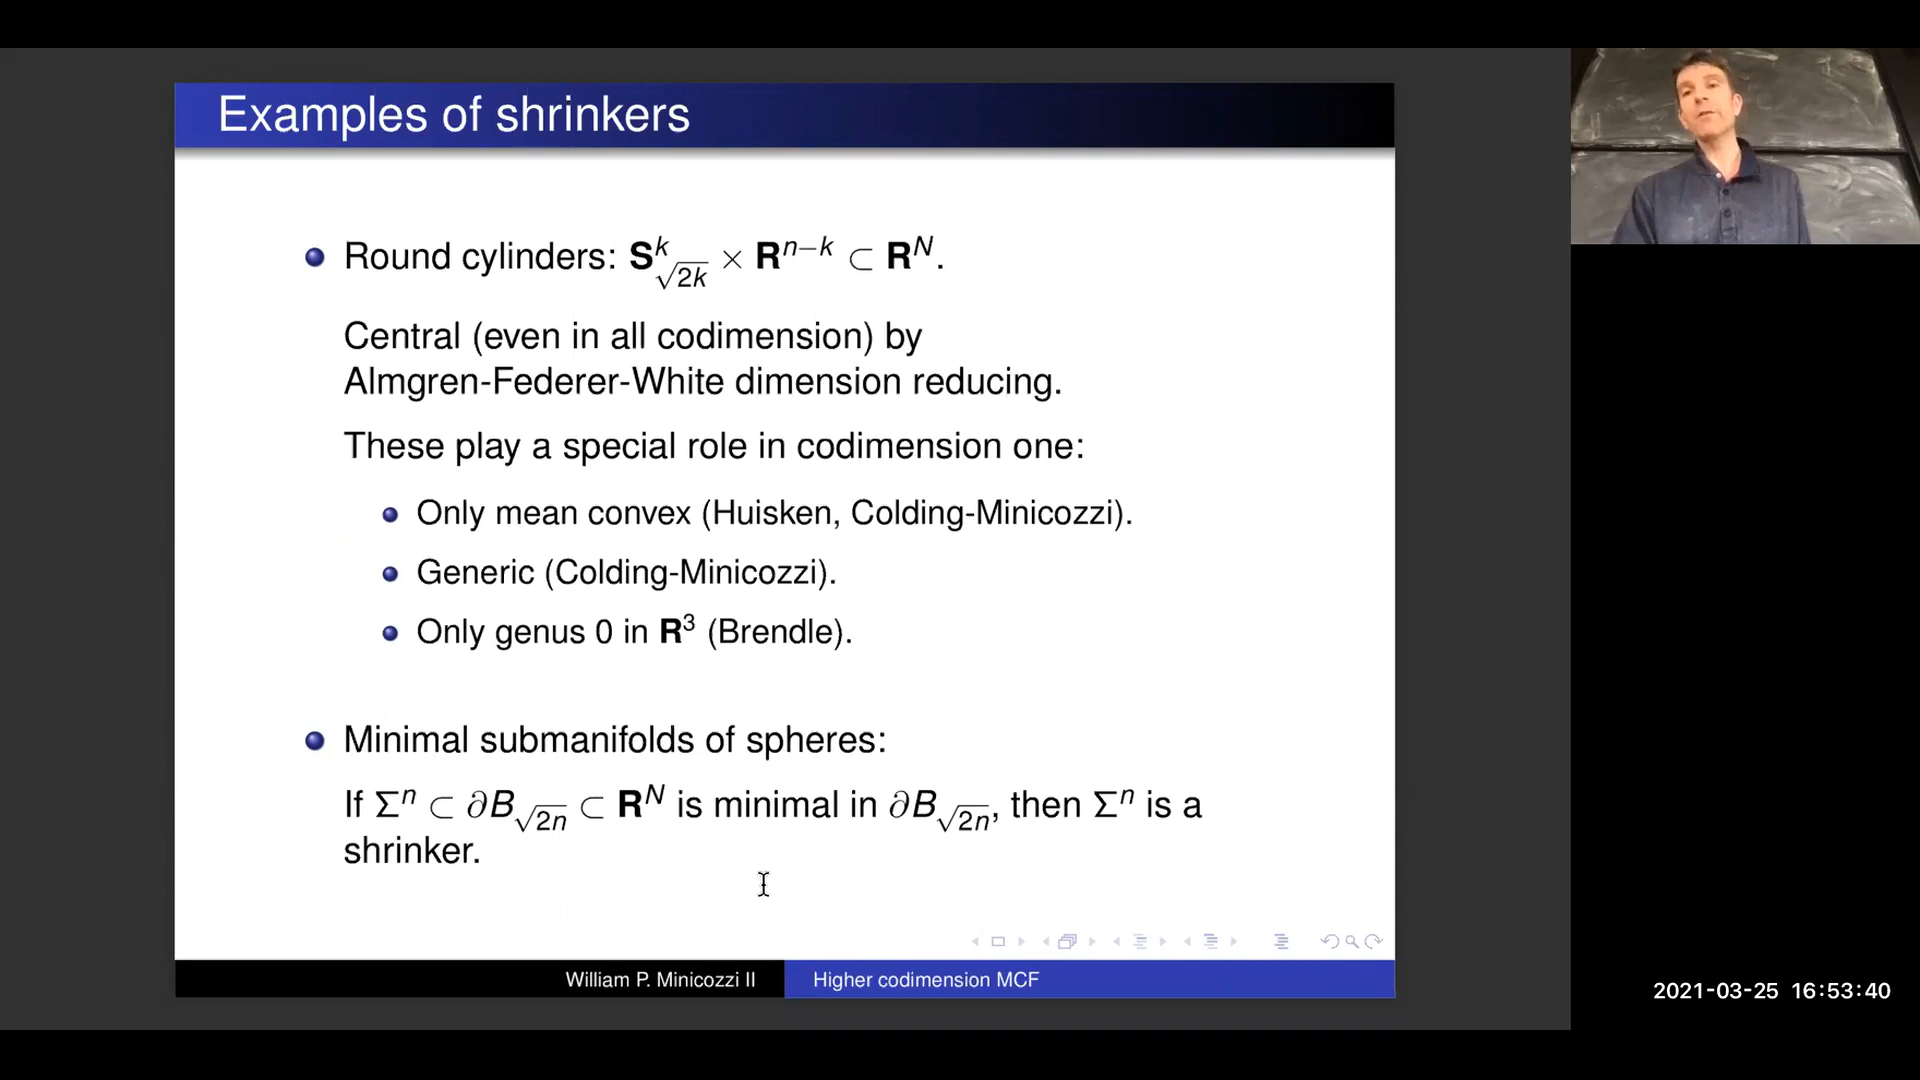 Examples of shrinkers
Round cylinders: S^k_{√2k} × R^{n−k} ⊂ R^N.
Central (even in all codimension) by
Almgren-Federer-White dimension reducing.
These play a special role in codimension one:
Only mean convex (Huisken, Colding-Minicozzi).
Generic (Colding-Minicozzi).
Only genus 0 in R^3 (Brendle).
Minimal submanifolds of spheres:
If Σ^n ⊂ ∂B_{√2n} ⊂ R^N is minimal in ∂B_{√2n}, then Σ^n is a
shrinker.
William P. Minicozzi II
Higher codimension MCF
2021-03-25 16:53:40